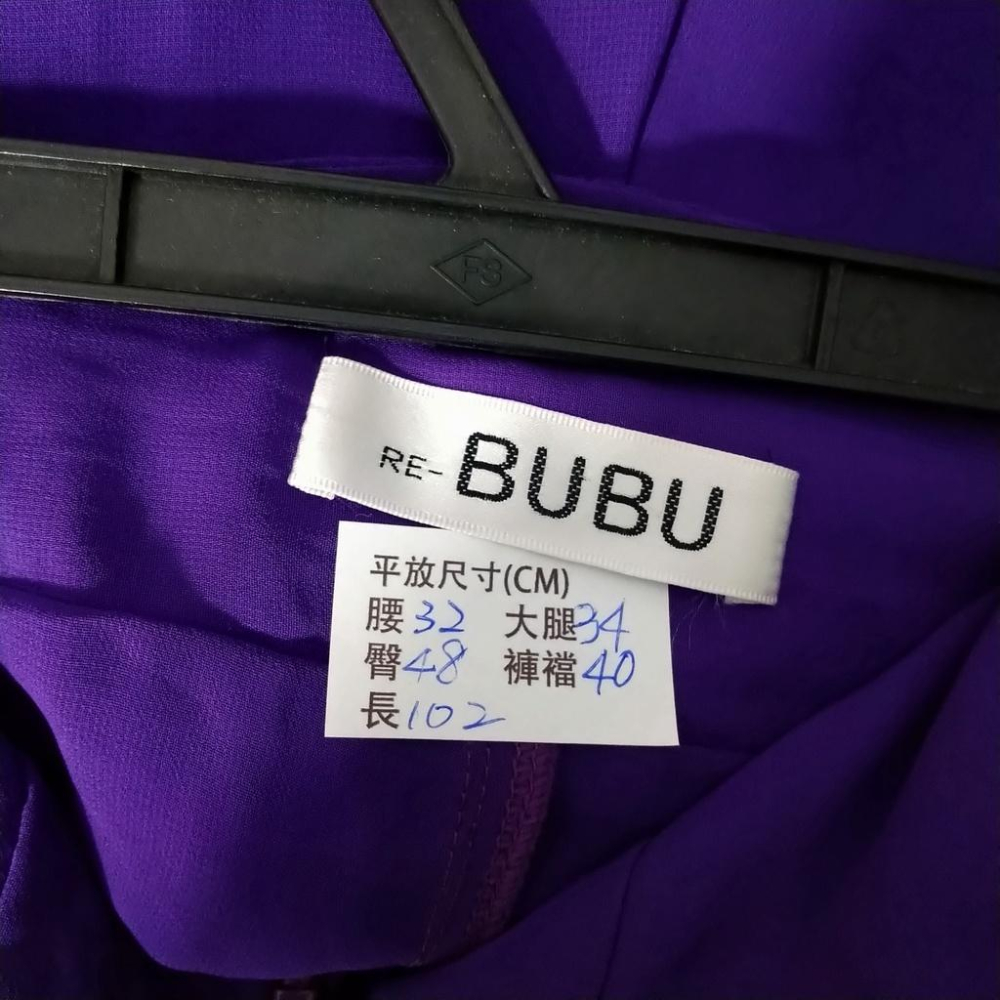 FS
RE-BUBU
平放尺寸(CM)
腰32 大腿34
臀48 褲襠40
長102